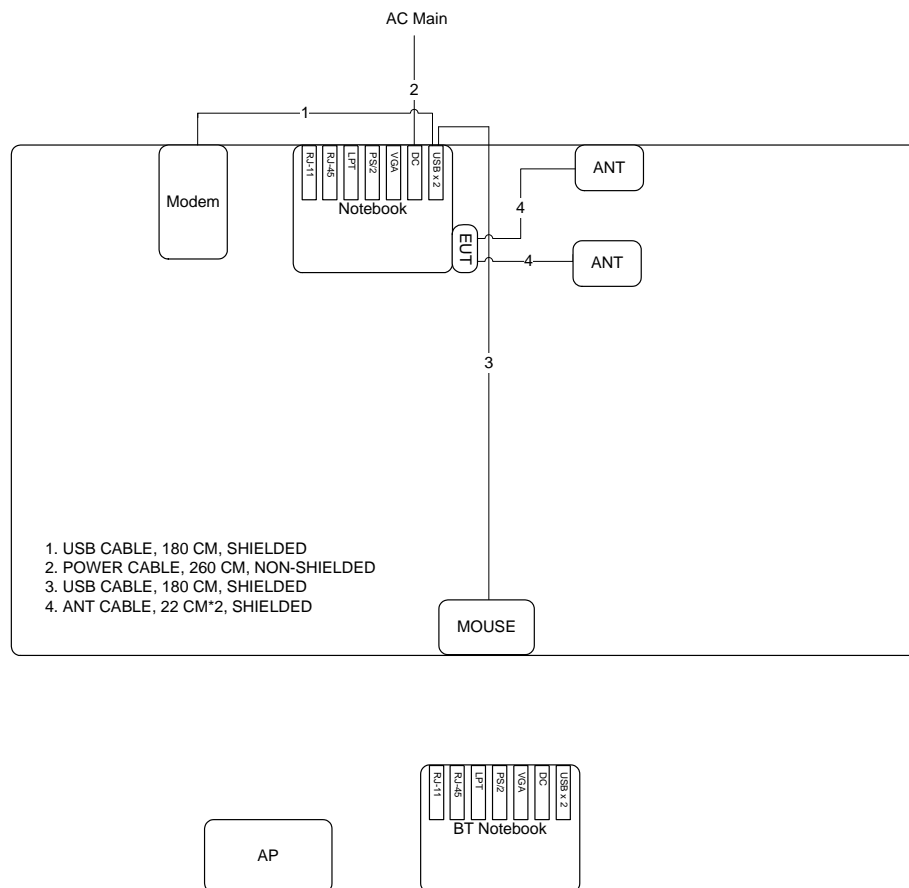 AC Main
2
1
RJ-11
RJ-45
LPT
PS/2
VGA
DC
USB x 2
Notebook
Modem
EUT
ANT
4
ANT
4
3
1. USB CABLE, 180 CM, SHIELDED
2. POWER CABLE, 260 CM, NON-SHIELDED
3. USB CABLE, 180 CM, SHIELDED
4. ANT CABLE, 22 CM*2, SHIELDED
MOUSE
RJ-11
RJ-45
LPT
PS/2
VGA
DC
USB x 2
BT Notebook
AP